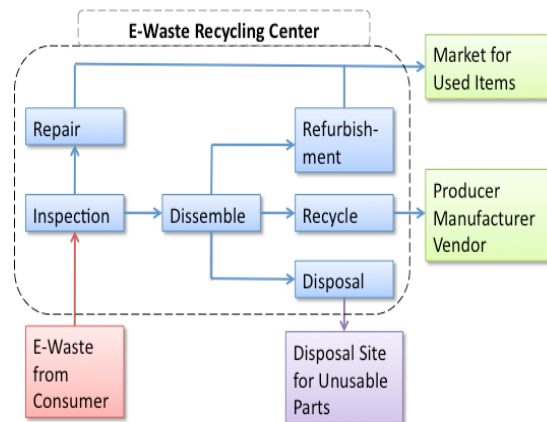 E-Waste Recycling Center
Market for
Used Items
Repair
Refurbish-
ment
Inspection
Dissemble
Recycle
Producer
Manufacturer
Vendor
Disposal
E-Waste
from
Consumer
Disposal Site
for Unusable
Parts